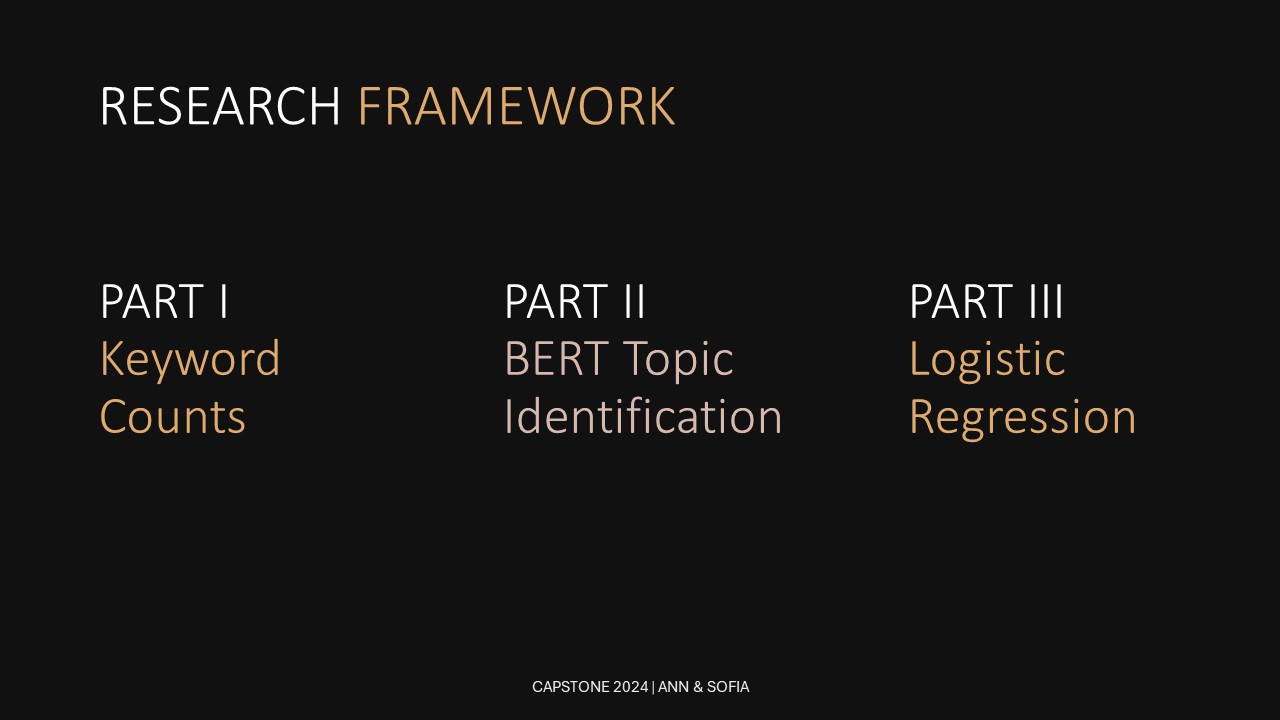 RESEARCH FRAMEWORK
PART I
Keyword
Counts
PART II
BERT Topic
Identification
PART III
Logistic
Regression
CAPSTONE 2024 | ANN & SOFIA